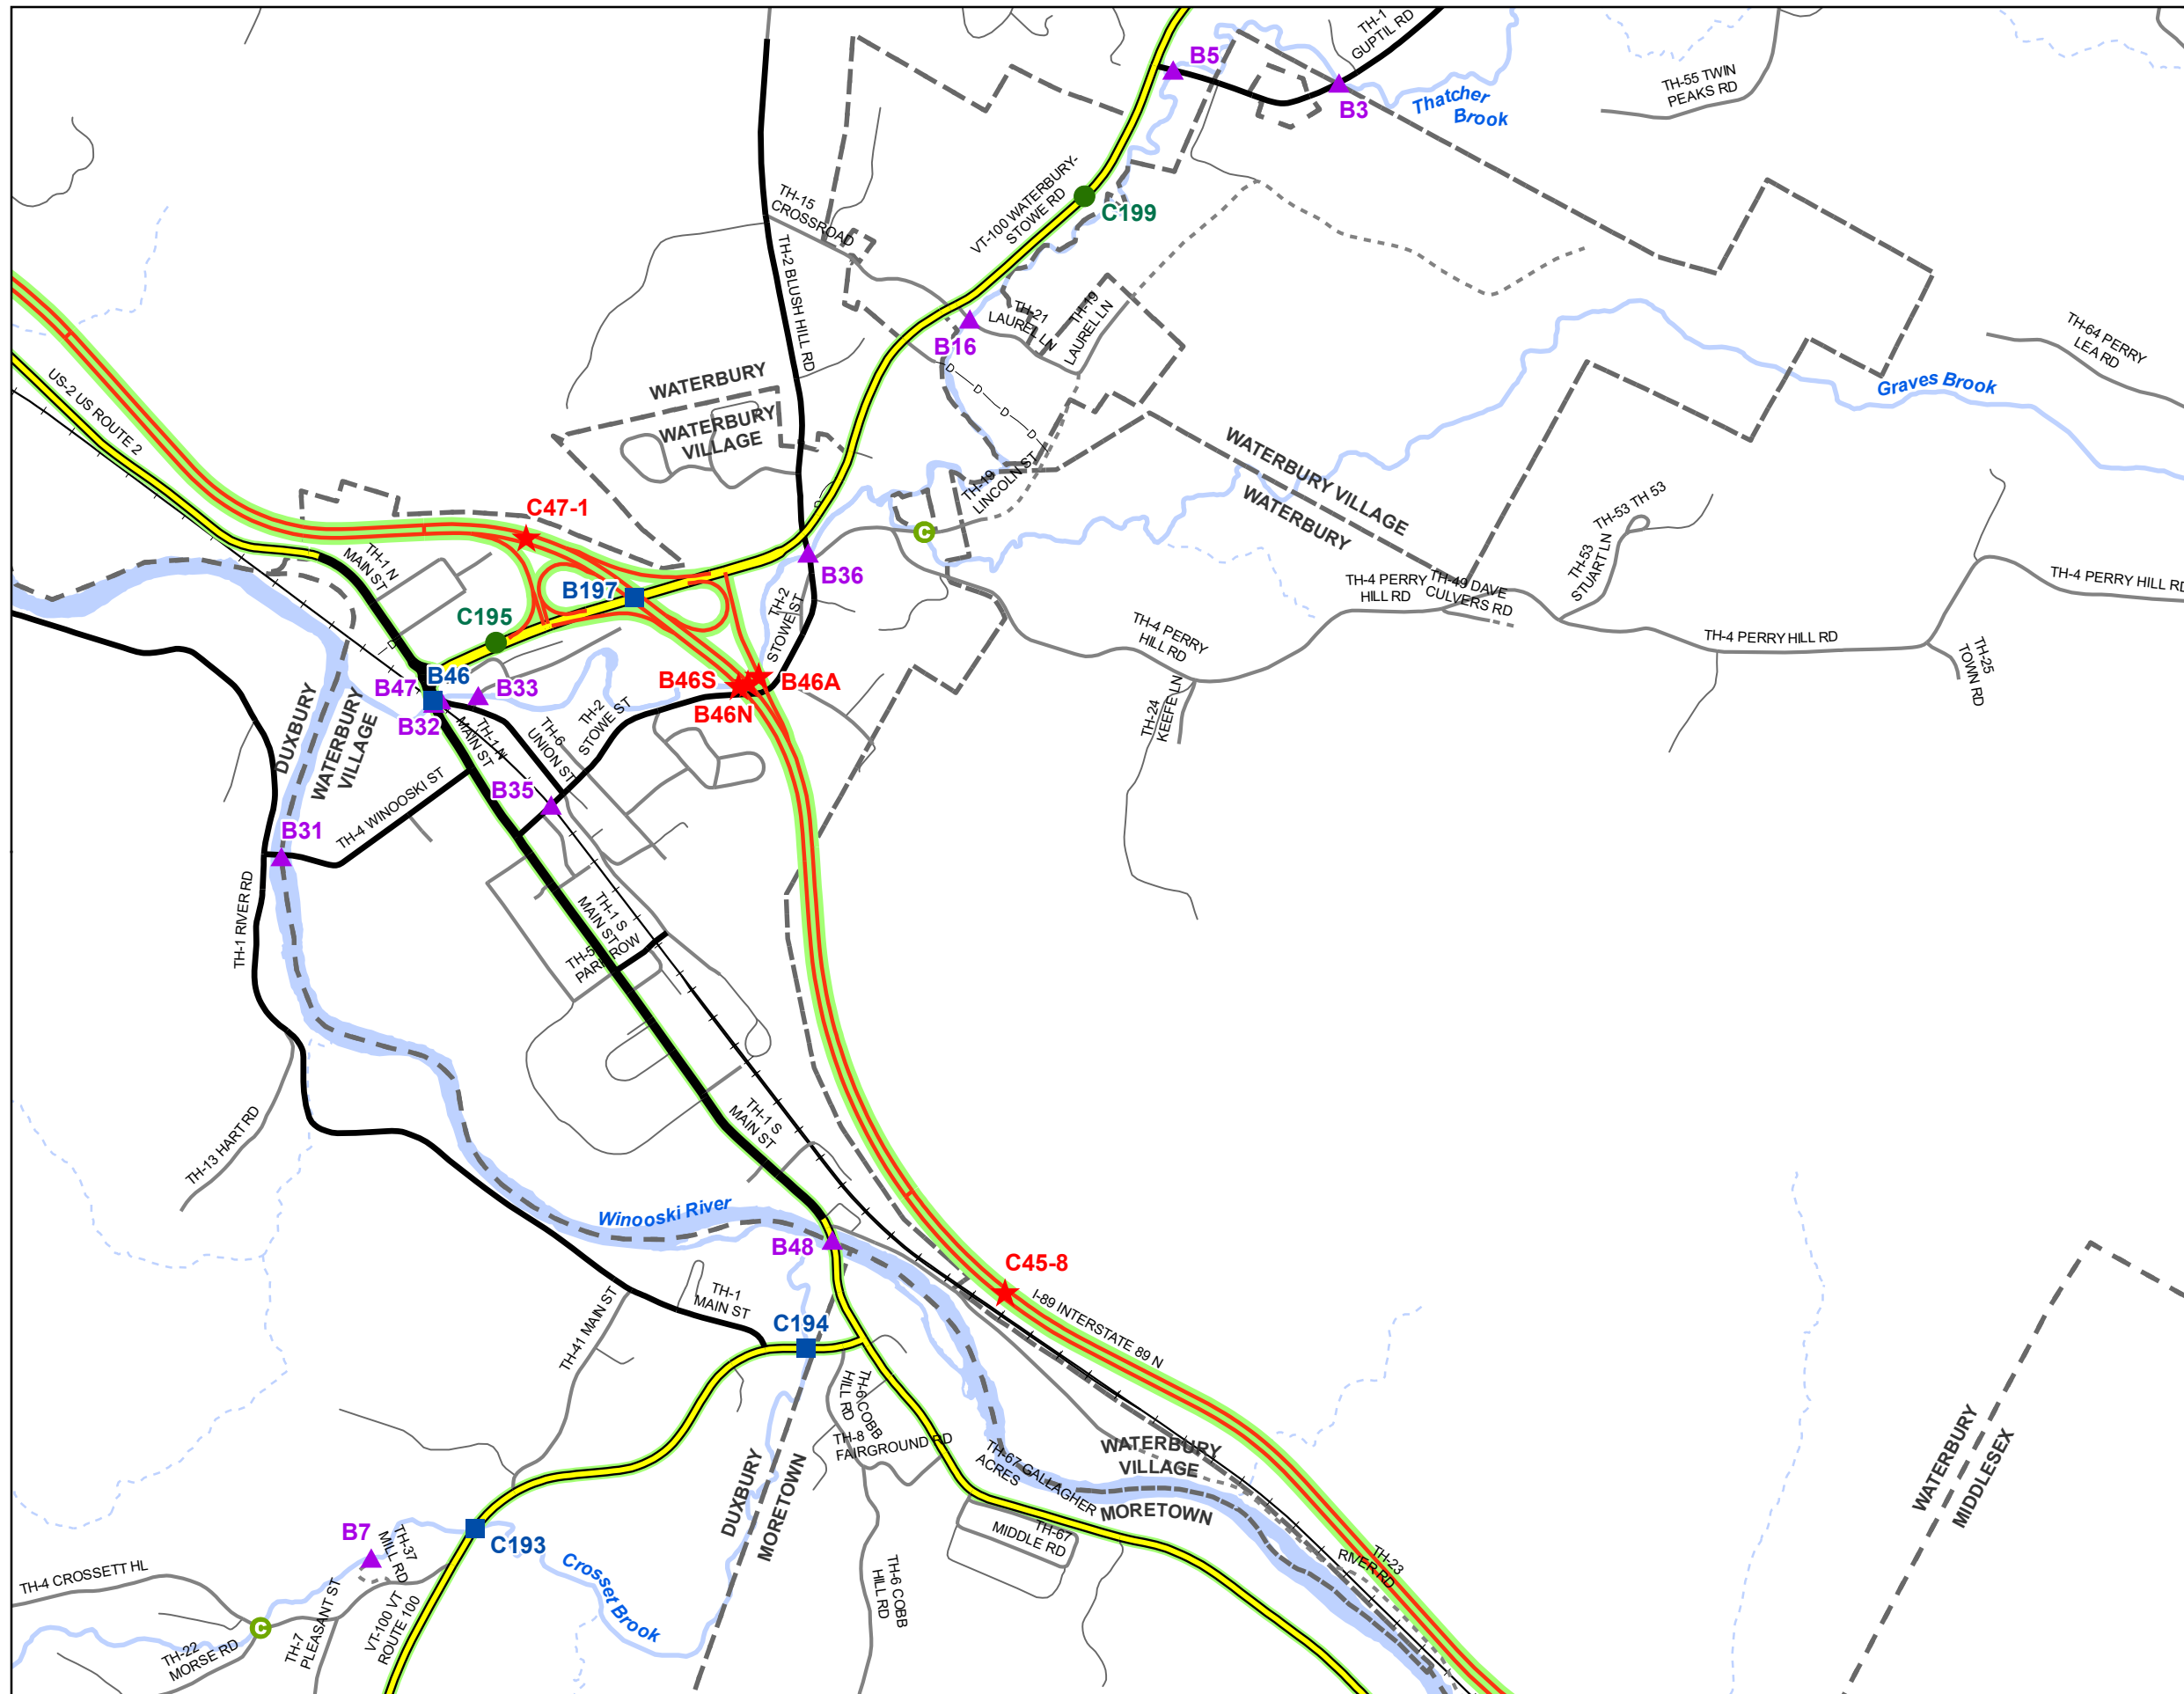 B5
TH-1
GUPTIL RD
B3
Thatcher
Brook
TH-55 TWIN
PEAKS RD
TH-15
CROSSROAD
VT-100 WATERBURY-
STOWE RD
C199
TH-2 BLUSH HILL RD
TH-21
LAUREL LN
TH-19
LAUREL LN
B16
TH-64 PERRY
LEA RD
Graves Brook
US-2 US ROUTE 2
WATERBURY
WATERBURY
VILLAGE
D
D
D
D
D
WATERBURY VILLAGE
WATERBURY
TH-19
LINCOLN ST
C
C47-1
TH-1 N
MAIN ST
B197
B36
C195
TH-2
STOWE ST
TH-53 TH 53
TH-53
STUART LN
TH-4 PERRY
HILL RD
TH-49 DAVE
CULVERS RD
TH-4 PERRY HILL RD
TH-4 PERRY
HILL RD
TH-4 PERRY HILL RD
TH-25
TOWN RD
D
B46
B47
B33
B32
B46S
B46A
B46N
TH-24
KEEFE LN
DUXBURY
WATERBURY
VILLAGE
TH-1 N
MAIN ST
TH-6
UNION ST
TH-2
STOWE ST
B35
TH-4 WINOOSKI ST
B31
TH-1 RIVER RD
TH-1 S
MAIN ST
TH-5
PARK ROW
TH-13 HART RD
TH-1 S
MAIN ST
Winooski River
B48
C45-8
I-89 INTERSTATE 89 N
TH-1
MAIN ST
C194
TH-41 MAIN ST
TH-6 COBB
HILL RD
TH-8
FAIRGROUND RD
TH-67 GALLAGHER
ACRES
WATERBURY
VILLAGE
MORETOWN
WATERBURY
MIDDLESEX
DUXBURY
MORETOWN
TH-67
MIDDLE RD
TH-23
RIVER RD
B7
TH-37
MILL RD
C193
Crosset Brook
TH-4 CROSSETT HL
C
TH-22
MORSE RD
TH-7
PLEASANT ST
VT-100 VT
ROUTE 100
TH-6 COBB
HILL RD